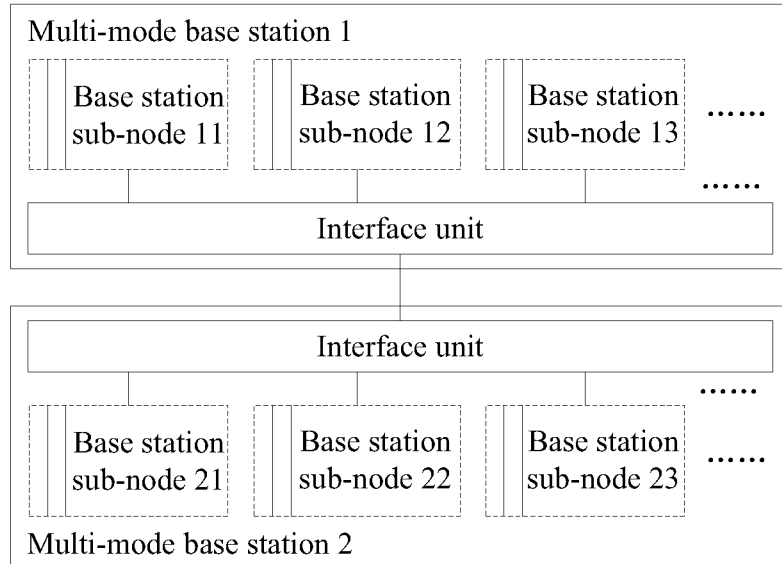 Multi-mode base station 1
Base station
sub-node 11
Base station
sub-node 12
Base station
sub-node 13
……
……
Interface unit
Interface unit
……
Base station
sub-node 21
Base station
sub-node 22
Base station
sub-node 23
……
Multi-mode base station 2